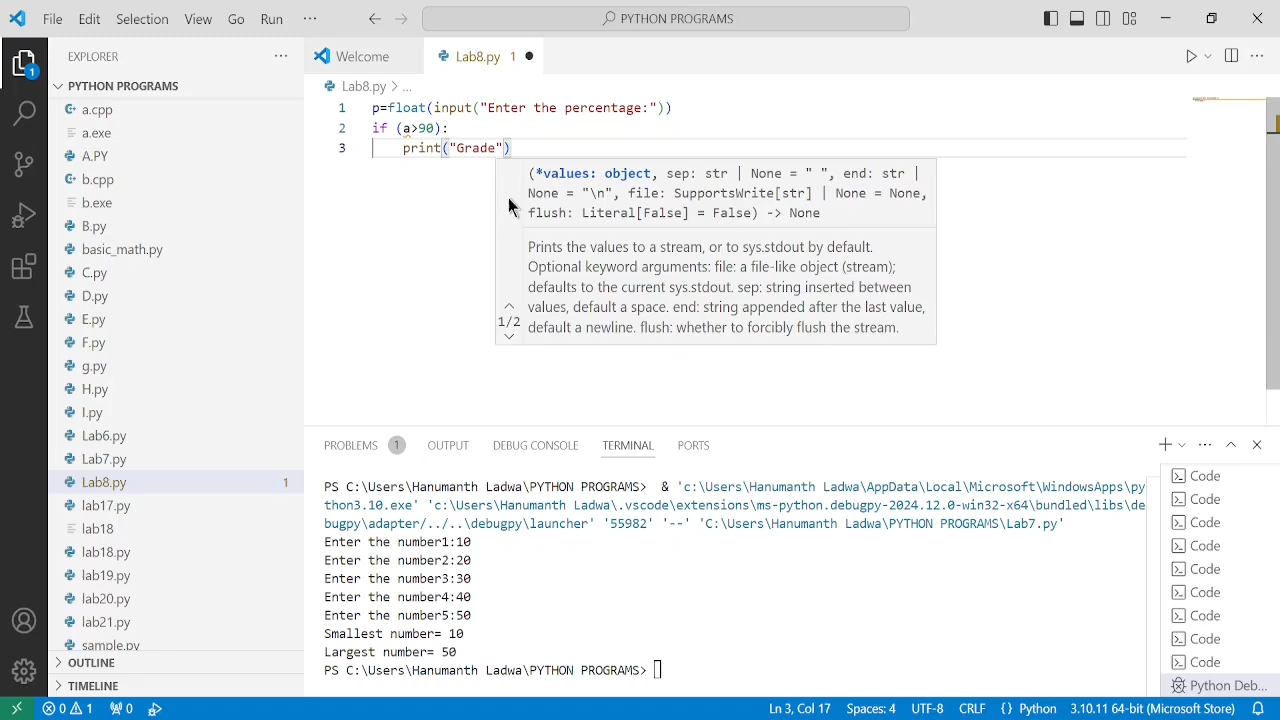 File Edit Selection View Go Run ··· PYTHON PROGRAMS
EXPLORER ···
PYTHON PROGRAMS
a.cpp
a.exe
A.PY
b.cpp
b.exe
B.py
basic_math.py
C.py
D.py
E.py
F.py
g.py
H.py
I.py
Lab6.py
Lab7.py
Lab8.py 1
lab17.py
lab18
lab18.py
lab19.py
lab20.py
lab21.py
sample.py
OUTLINE
TIMELINE
1
Welcome Lab8.py 1 ●
Lab8.py > ...
1 p=float(input("Enter the percentage:"))
2 if (a>90):
3 print("Grade")
(*values: object, sep: str | None = " ", end: str |
None = "\n", file: SupportsWrite[str] | None = None,
flush: Literal[False] = False) -> None
Prints the values to a stream, or to sys.stdout by default.
Optional keyword arguments: file: a file-like object (stream);
defaults to the current sys.stdout. sep: string inserted between
values, default a space. end: string appended after the last value,
default a newline. flush: whether to forcibly flush the stream.
1/2
PROBLEMS 1 OUTPUT DEBUG CONSOLE TERMINAL PORTS
PS C:\Users\Hanumanth Ladwa\PYTHON PROGRAMS> & 'c:\Users\Hanumanth Ladwa\AppData\Local\Microsoft\WindowsApps\py
thon3.10.exe' 'c:\Users\Hanumanth Ladwa\.vscode\extensions\ms-python.debugpy-2024.12.0-win32-x64\bundled\libs\de
bugpy\adapter/../..\debugpy\launcher' '55982' '--' 'C:\Users\Hanumanth Ladwa\PYTHON PROGRAMS\Lab7.py'
Enter the number1:10
Enter the number2:20
Enter the number3:30
Enter the number4:40
Enter the number5:50
Smallest number= 10
Largest number= 50
PS C:\Users\Hanumanth Ladwa\PYTHON PROGRAMS>
Code
Code
Code
Code
Code
Code
Code
Code
Code
Python Deb...
0 1 0 Ln 3, Col 17 Spaces: 4 UTF-8 CRLF {} Python 3.10.11 64-bit (Microsoft Store)